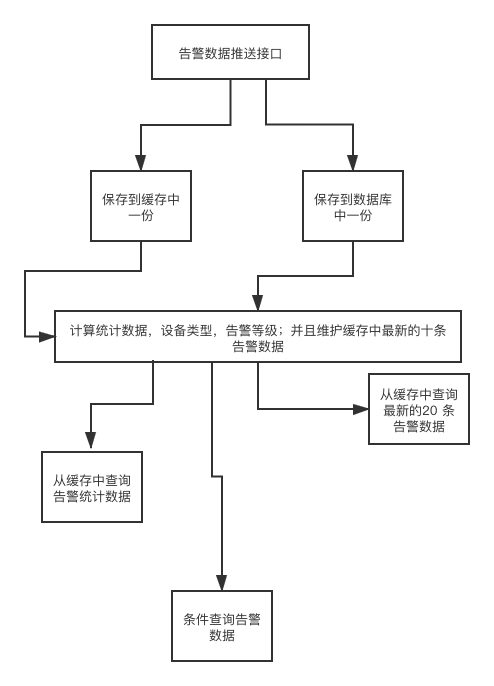 告警数据推送接口
保存到缓存中
一份
保存到数据库
中一份
计算统计数据，设备类型，告警等级；并且维护缓存中最新的十条
告警数据
从缓存中查询
最新的20 条
告警数据
从缓存中查询
告警统计数据
条件查询告警
数据